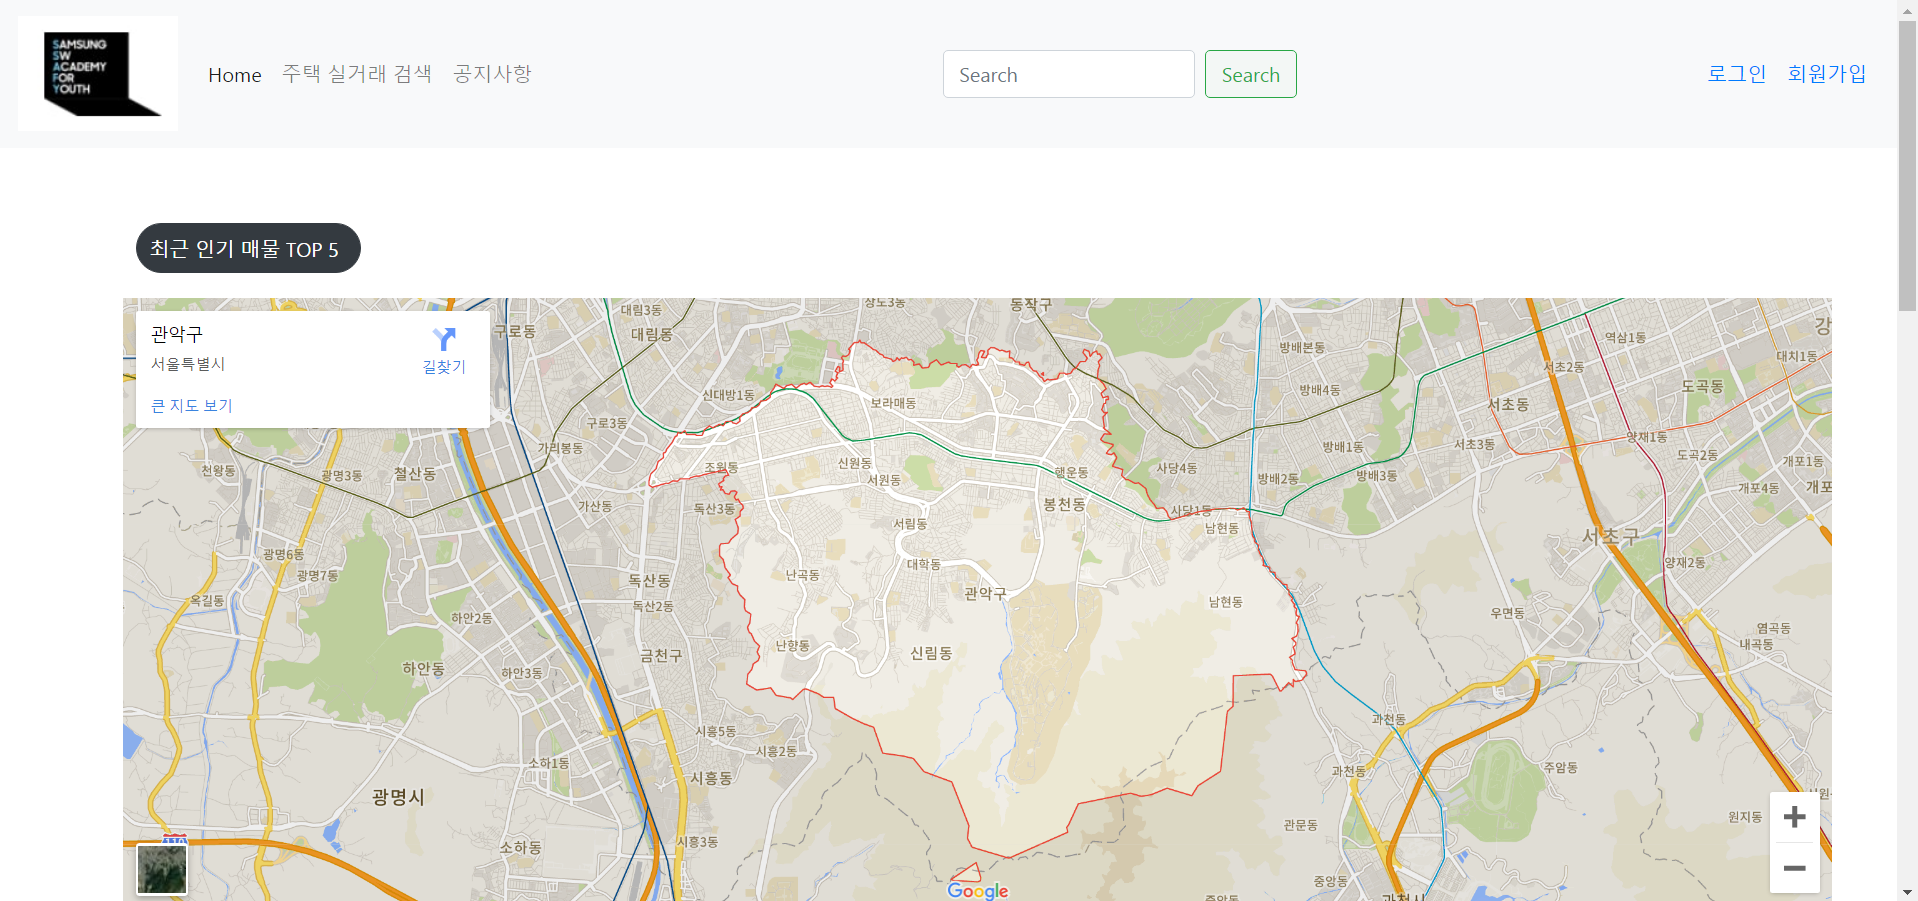 SAMSUNG
SW
ACADEMY
FOR
YOUTH
Home 주택 실거래 검색 공지사항
Search
Search
로그인 회원가입
최근 인기 매물 TOP 5
관악구
서울특별시
길찾기
큰 지도 보기
구로동
대림3동
대림동
상도3동
동작구
방배본동
역삼1동
강
대치1동
서초2동
도곡동
방배4동
서초동
신대방1동
보라매동
구로3동
가리봉동
방배1동
서초3동
양재1동
도곡2동
개포1동
천왕동
광명3동
철산동
조원동
신원동
서원동
행운동
사당4동
방배2동
방배3동
개포4동
개포
가산동
독산3동
봉천동
사당1동
남현동
서림동
서초구
광명6동
광명7동
독산동
난곡동
대학동
양재2동
옥길동
독산2동
관악구
남현동
우면동
하안2동
염곡동
내곡동
난향동
신림동
금천구
하안동
하안3동
시흥5동
시흥2동
과천동
소하1동
시흥동
과천동
주암동
광명시
신원동
원지동
관문동
110
소하동
시흥3동
중앙동
Google
중앙동
과천시